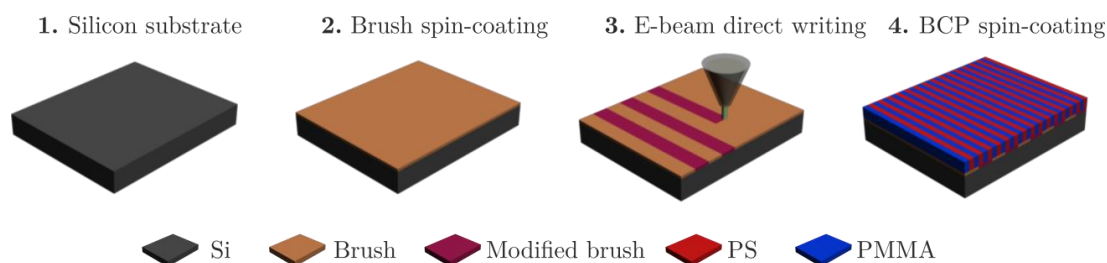 1. Silicon substrate
2. Brush spin-coating
3. E-beam direct writing
4. BCP spin-coating
Si
Brush
Modified brush
PS
PMMA